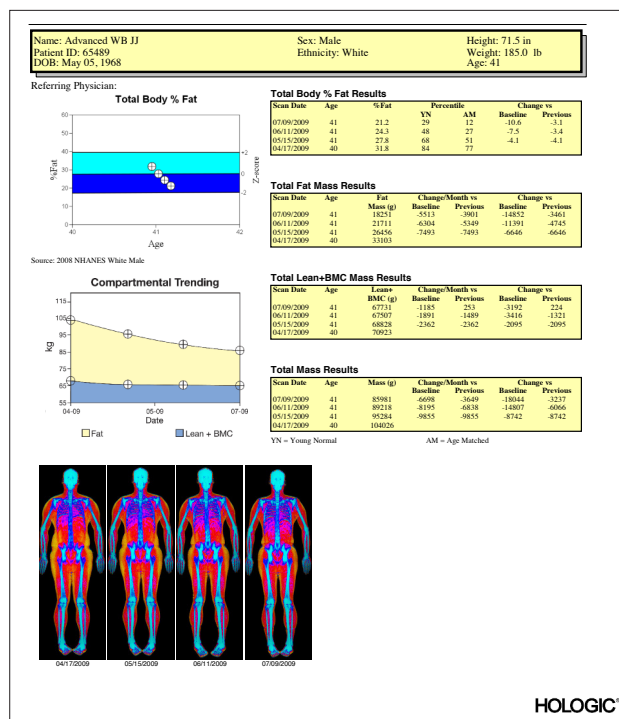 Name: Advanced WB JJ Sex: Male Height: 71.5 in
Patient ID: 65489 Ethnicity: White Weight: 185.0 lb
DOB: May 05, 1968 Age: 41
Referring Physician:
Total Body % Fat
60
50
40
30
20
10
0
%Fat
+2
0
-2
Z-score
40 41 42
Age
Source: 2008 NHANES White Male
Compartmental Trending
115
95
85
75
65
55
kg
04-09 05-09 07-09
Date
Fat Lean + BMC
Total Body % Fat Results
Scan Date Age %Fat Percentile Change vs
YN AM Baseline Previous
07/09/2009 41 21.2 29 12 -10.6 -3.1
06/11/2009 41 24.3 48 27 -7.5 -3.4
05/15/2009 41 27.8 68 51 -4.1 -4.1
04/17/2009 40 31.8 84 77
Total Fat Mass Results
Scan Date Age Fat Change/Month vs Change vs
Mass (g) Baseline Previous Baseline Previous
07/09/2009 41 18251 -5513 -3901 -14852 -3461
06/11/2009 41 21711 -6304 -5349 -11391 -4745
05/15/2009 41 26456 -7493 -7493 -6646 -6646
04/17/2009 40 33103
Total Lean+BMC Mass Results
Scan Date Age Lean+ Change/Month vs Change vs
BMC (g) Baseline Previous Baseline Previous
07/09/2009 41 67731 -1185 253 -3192 224
06/11/2009 41 67507 -1891 -1489 -3416 -1321
05/15/2009 41 68828 -2362 -2362 -2095 -2095
04/17/2009 40 70923
Total Mass Results
Scan Date Age Mass (g) Change/Month vs Change vs
Baseline Previous Baseline Previous
07/09/2009 41 85981 -6698 -3649 -18044 -3237
06/11/2009 41 89218 -8195 -6838 -14807 -6066
05/15/2009 41 95284 -9855 -9855 -8742 -8742
04/17/2009 40 104026
YN = Young Normal AM = Age Matched
04/17/2009 05/15/2009 06/11/2009 07/09/2009
HOLOGIC®